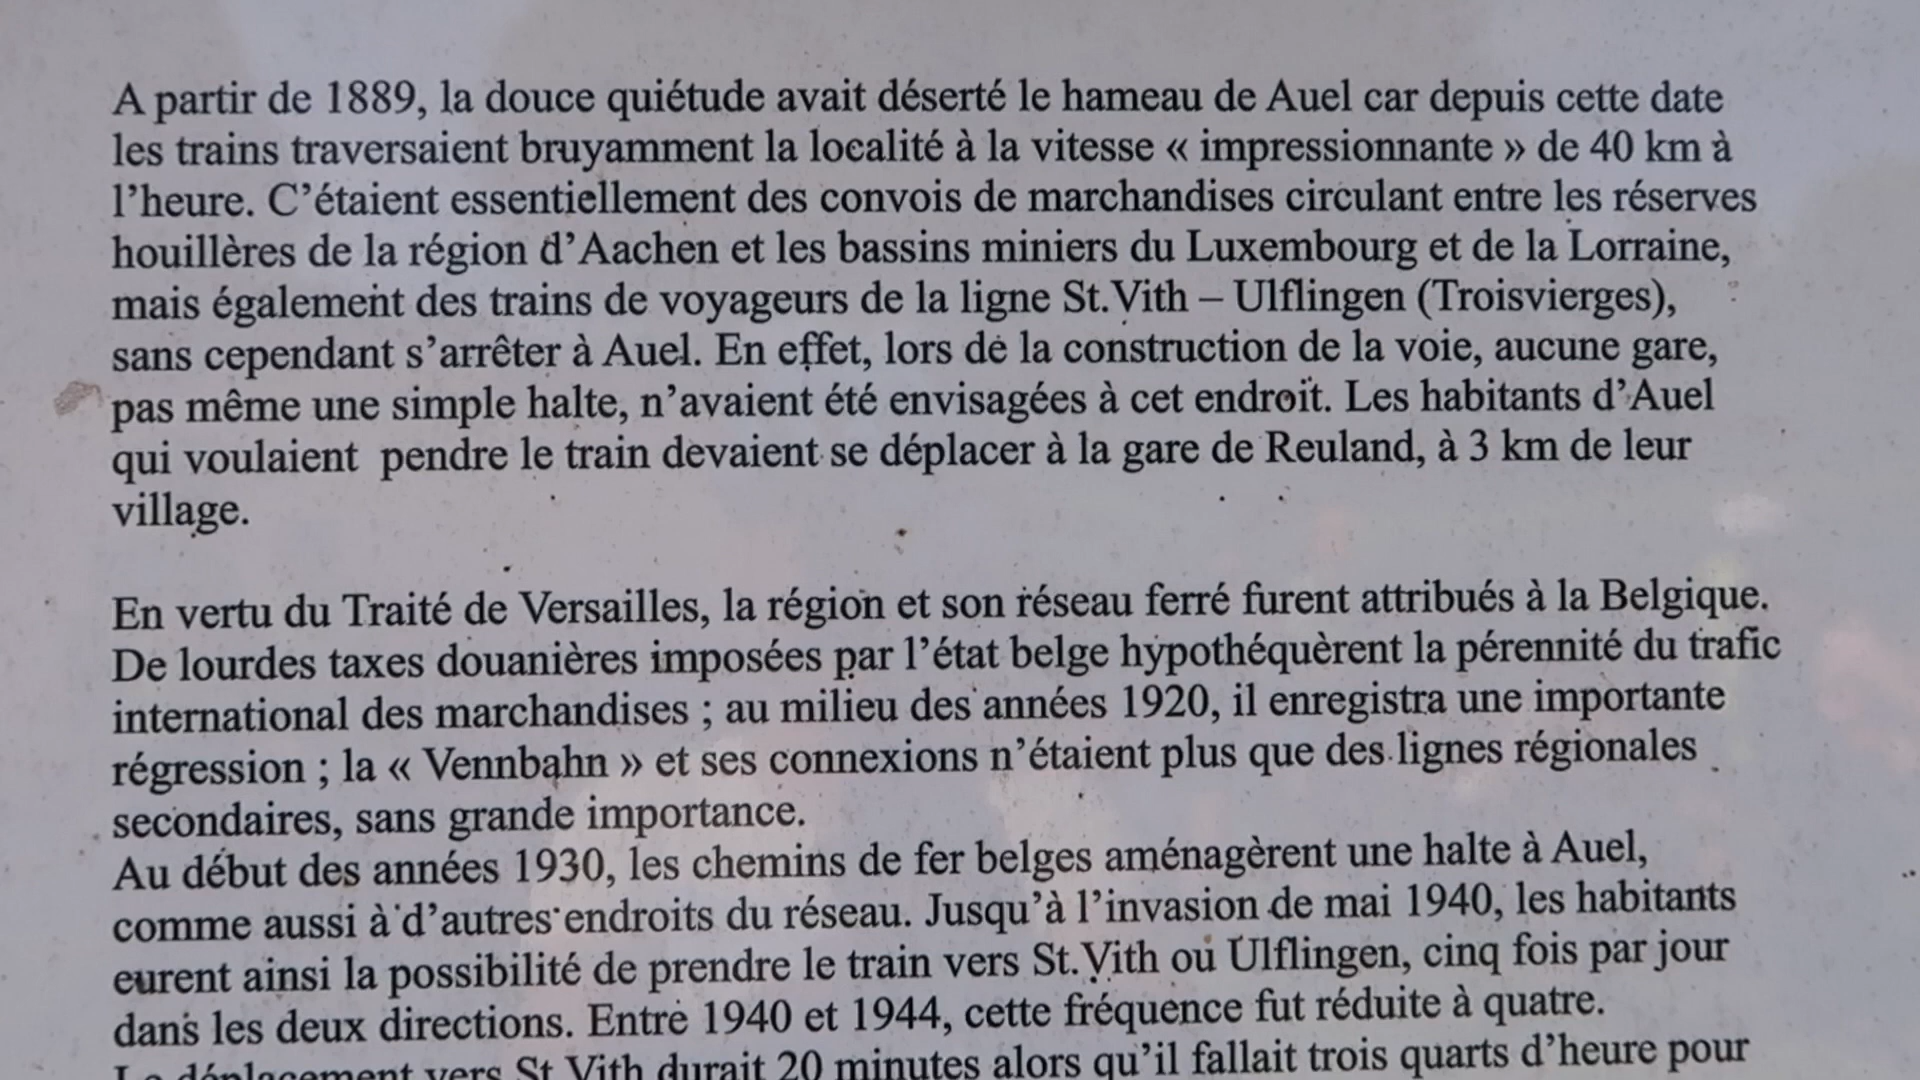 A partir de 1889, la douce quiétude avait déserté le hameau de Auel car depuis cette date
les trains traversaient bruyamment la localité à la vitesse « impressionnante » de 40 km à
l’heure. C’étaient essentiellement des convois de marchandises circulant entre les réserves
houillères de la région d’Aachen et les bassins miniers du Luxembourg et de la Lorraine,
mais également des trains de voyageurs de la ligne St.Vith – Ulflingen (Troisvierges),
sans cependant s’arrêter à Auel. En effet, lors de la construction de la voie, aucune gare,
pas même une simple halte, n’avaient été envisagées à cet endroit. Les habitants d’Auel
qui voulaient pendre le train devaient se déplacer à la gare de Reuland, à 3 km de leur
village.
En vertu du Traité de Versailles, la région et son réseau ferré furent attribués à la Belgique.
De lourdes taxes douanières imposées par l’état belge hypothéquèrent la pérennité du trafic
international des marchandises ; au milieu des années 1920, il enregistra une importante
régression ; la « Vennbahn » et ses connexions n’étaient plus que des lignes régionales
secondaires, sans grande importance.
Au début des années 1930, les chemins de fer belges aménagèrent une halte à Auel,
comme aussi à d’autres endroits du réseau. Jusqu’à l’invasion de mai 1940, les habitants
eurent ainsi la possibilité de prendre le train vers St.Vith ou Ulflingen, cinq fois par jour
dans les deux directions. Entre 1940 et 1944, cette fréquence fut réduite à quatre.
Le déplacement vers St Vith durait 20 minutes alors qu’il fallait trois quarts d’heure pour